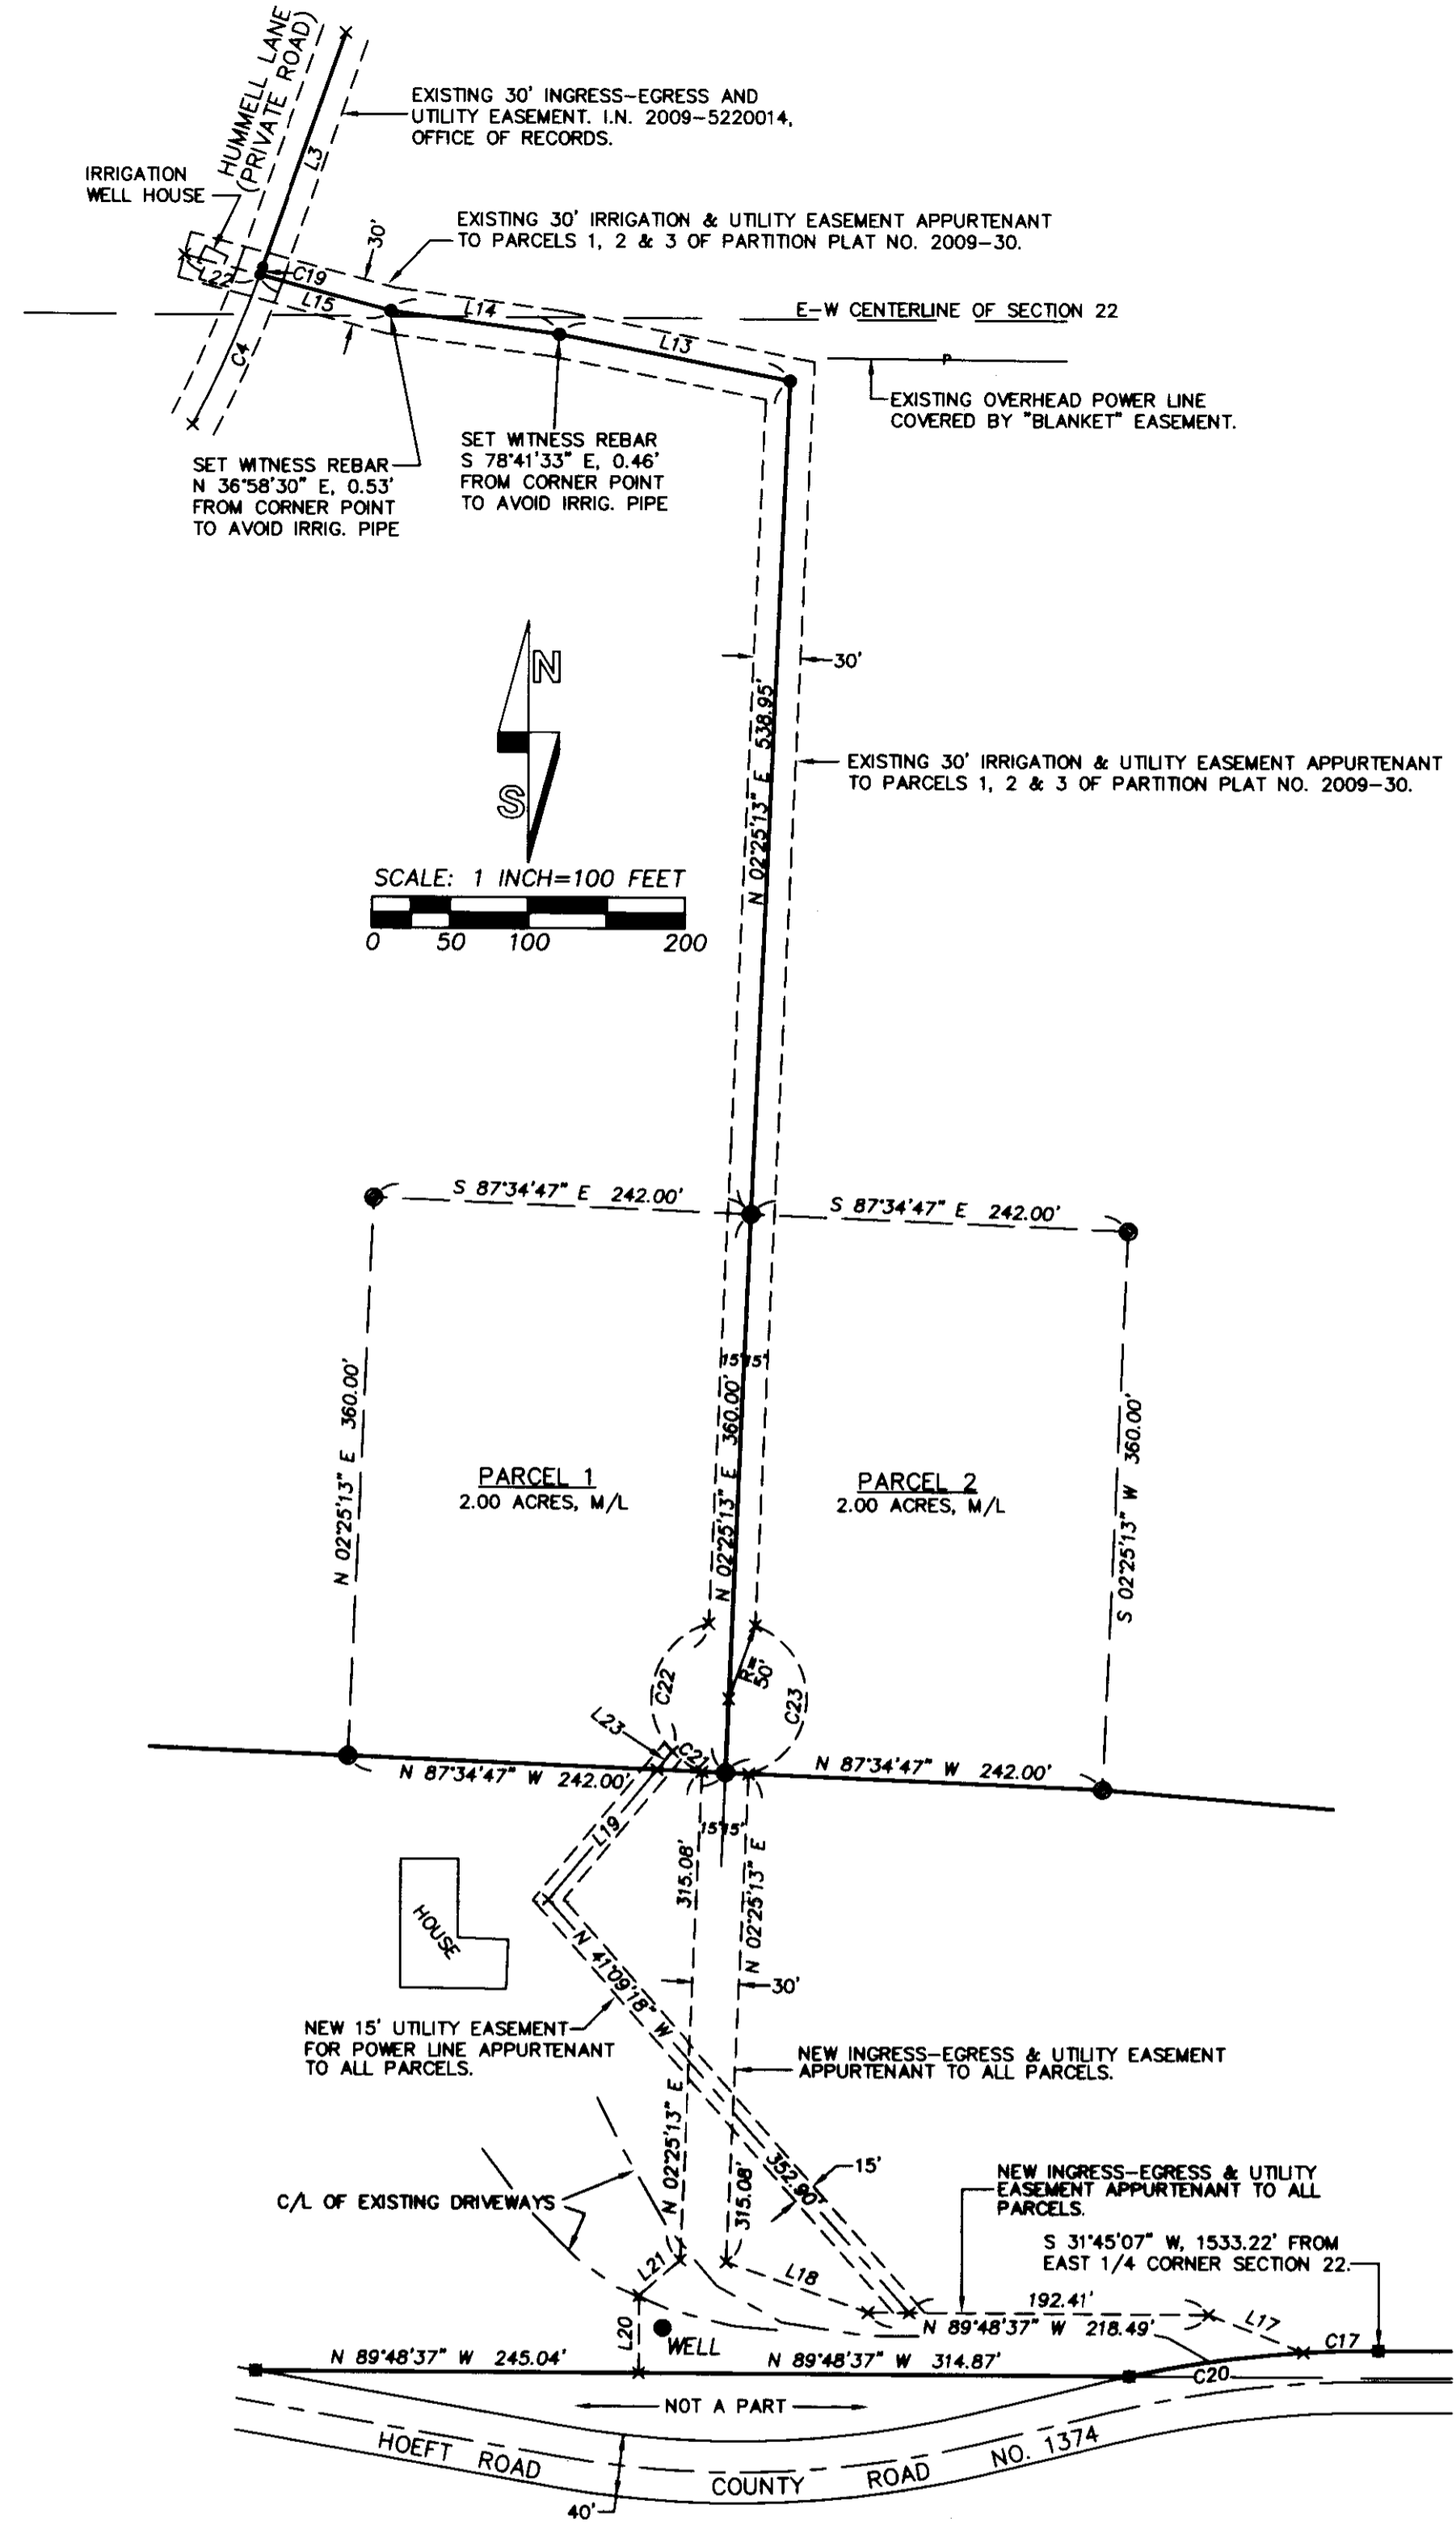 HUMMELL LANE
(PRIVATE ROAD)
L3
EXISTING 30' INGRESS-EGRESS AND
UTILITY EASEMENT. I.N. 2009-5220014,
OFFICE OF RECORDS.
IRRIGATION
WELL HOUSE
EXISTING 30' IRRIGATION & UTILITY EASEMENT APPURTENANT
TO PARCELS 1, 2 & 3 OF PARTITION PLAT NO. 2009-30.
30'
L22
C19
L15
L14
L13
C4
E-W CENTERLINE OF SECTION 22
P
EXISTING OVERHEAD POWER LINE
COVERED BY "BLANKET" EASEMENT.
SET WITNESS REBAR
N 36°58'30" E, 0.53'
FROM CORNER POINT
TO AVOID IRRIG. PIPE
SET WITNESS REBAR
S 78°41'33" E, 0.46'
FROM CORNER POINT
TO AVOID IRRIG. PIPE
N
S
30'
N 02°25'13" E 538.95'
EXISTING 30' IRRIGATION & UTILITY EASEMENT APPURTENANT
TO PARCELS 1, 2 & 3 OF PARTITION PLAT NO. 2009-30.
SCALE: 1 INCH=100 FEET
0 50 100 200
S 87°34'47" E 242.00'
S 87°34'47" E 242.00'
N 02°25'13" E 360.00'
15' 15'
N 02°25'13" E 360.00'
S 02°25'13" W 360.00'
PARCEL 1
2.00 ACRES, M/L
PARCEL 2
2.00 ACRES, M/L
R=
50'
C22
C23
L23
C21
N 87°34'47" W 242.00'
N 87°34'47" W 242.00'
15' 15'
L19
315.08'
N 02°25'13" E
HOUSE
N 41°09'18" W
30'
NEW 15' UTILITY EASEMENT
FOR POWER LINE APPURTENANT
TO ALL PARCELS.
NEW INGRESS-EGRESS & UTILITY EASEMENT
APPURTENANT TO ALL PARCELS.
N 02°25'13" E
315.08'
352.90'
15'
C/L OF EXISTING DRIVEWAYS
NEW INGRESS-EGRESS & UTILITY
EASEMENT APPURTENANT TO ALL
PARCELS.
S 31°45'07" W, 1533.22' FROM
EAST 1/4 CORNER SECTION 22.
L21
L18
192.41'
L17
N 89°48'37" W 218.49'
L20
WELL
C17
N 89°48'37" W 245.04'
N 89°48'37" W 314.87'
C20
NOT A PART
HOEFT ROAD
COUNTY ROAD NO. 1374
40'